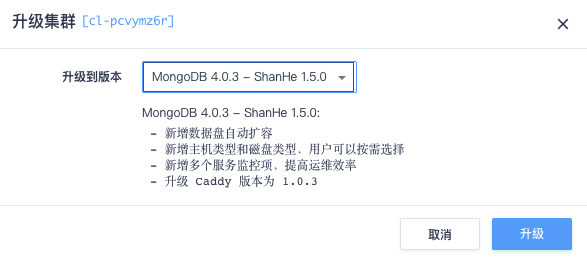 升级集群 [cl-pcvymz6r]
升级到版本 MongoDB 4.0.3 – ShanHe 1.5.0
MongoDB 4.0.3 – ShanHe 1.5.0:
– 新增数据盘自动扩容
– 新增主机类型和磁盘类型，用户可以按需选择
– 新增多个服务监控项，提高运维效率
– 升级 Caddy 版本为 1.0.3
取消 升级